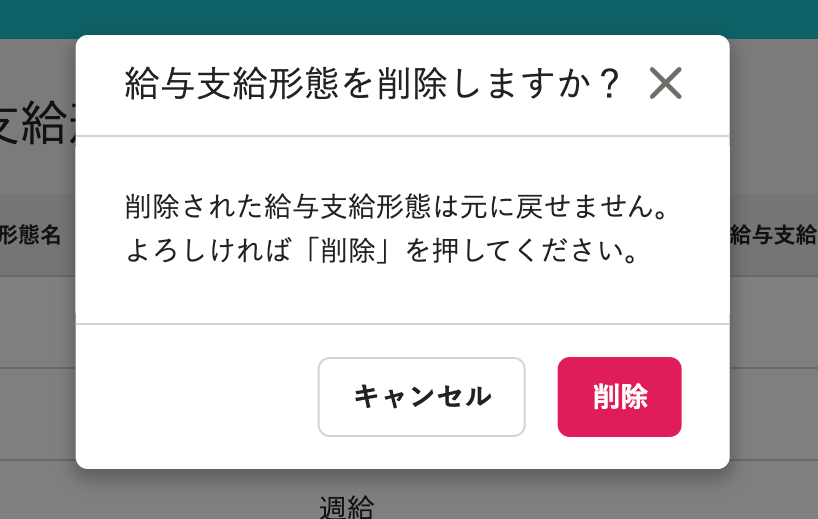 給与支給形態を削除しますか？
支給形
削除された給与支給形態は元に戻せません。
よろしければ「削除」を押してください。
形態名
給与支給
キャンセル
削除
週給